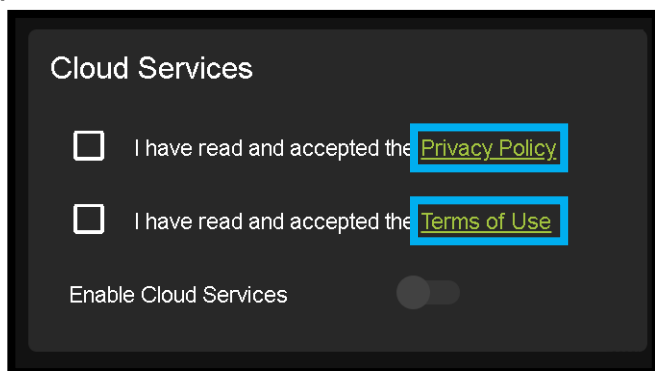 Cloud Services
I have read and accepted the Privacy Policy
I have read and accepted the Terms of Use
Enable Cloud Services